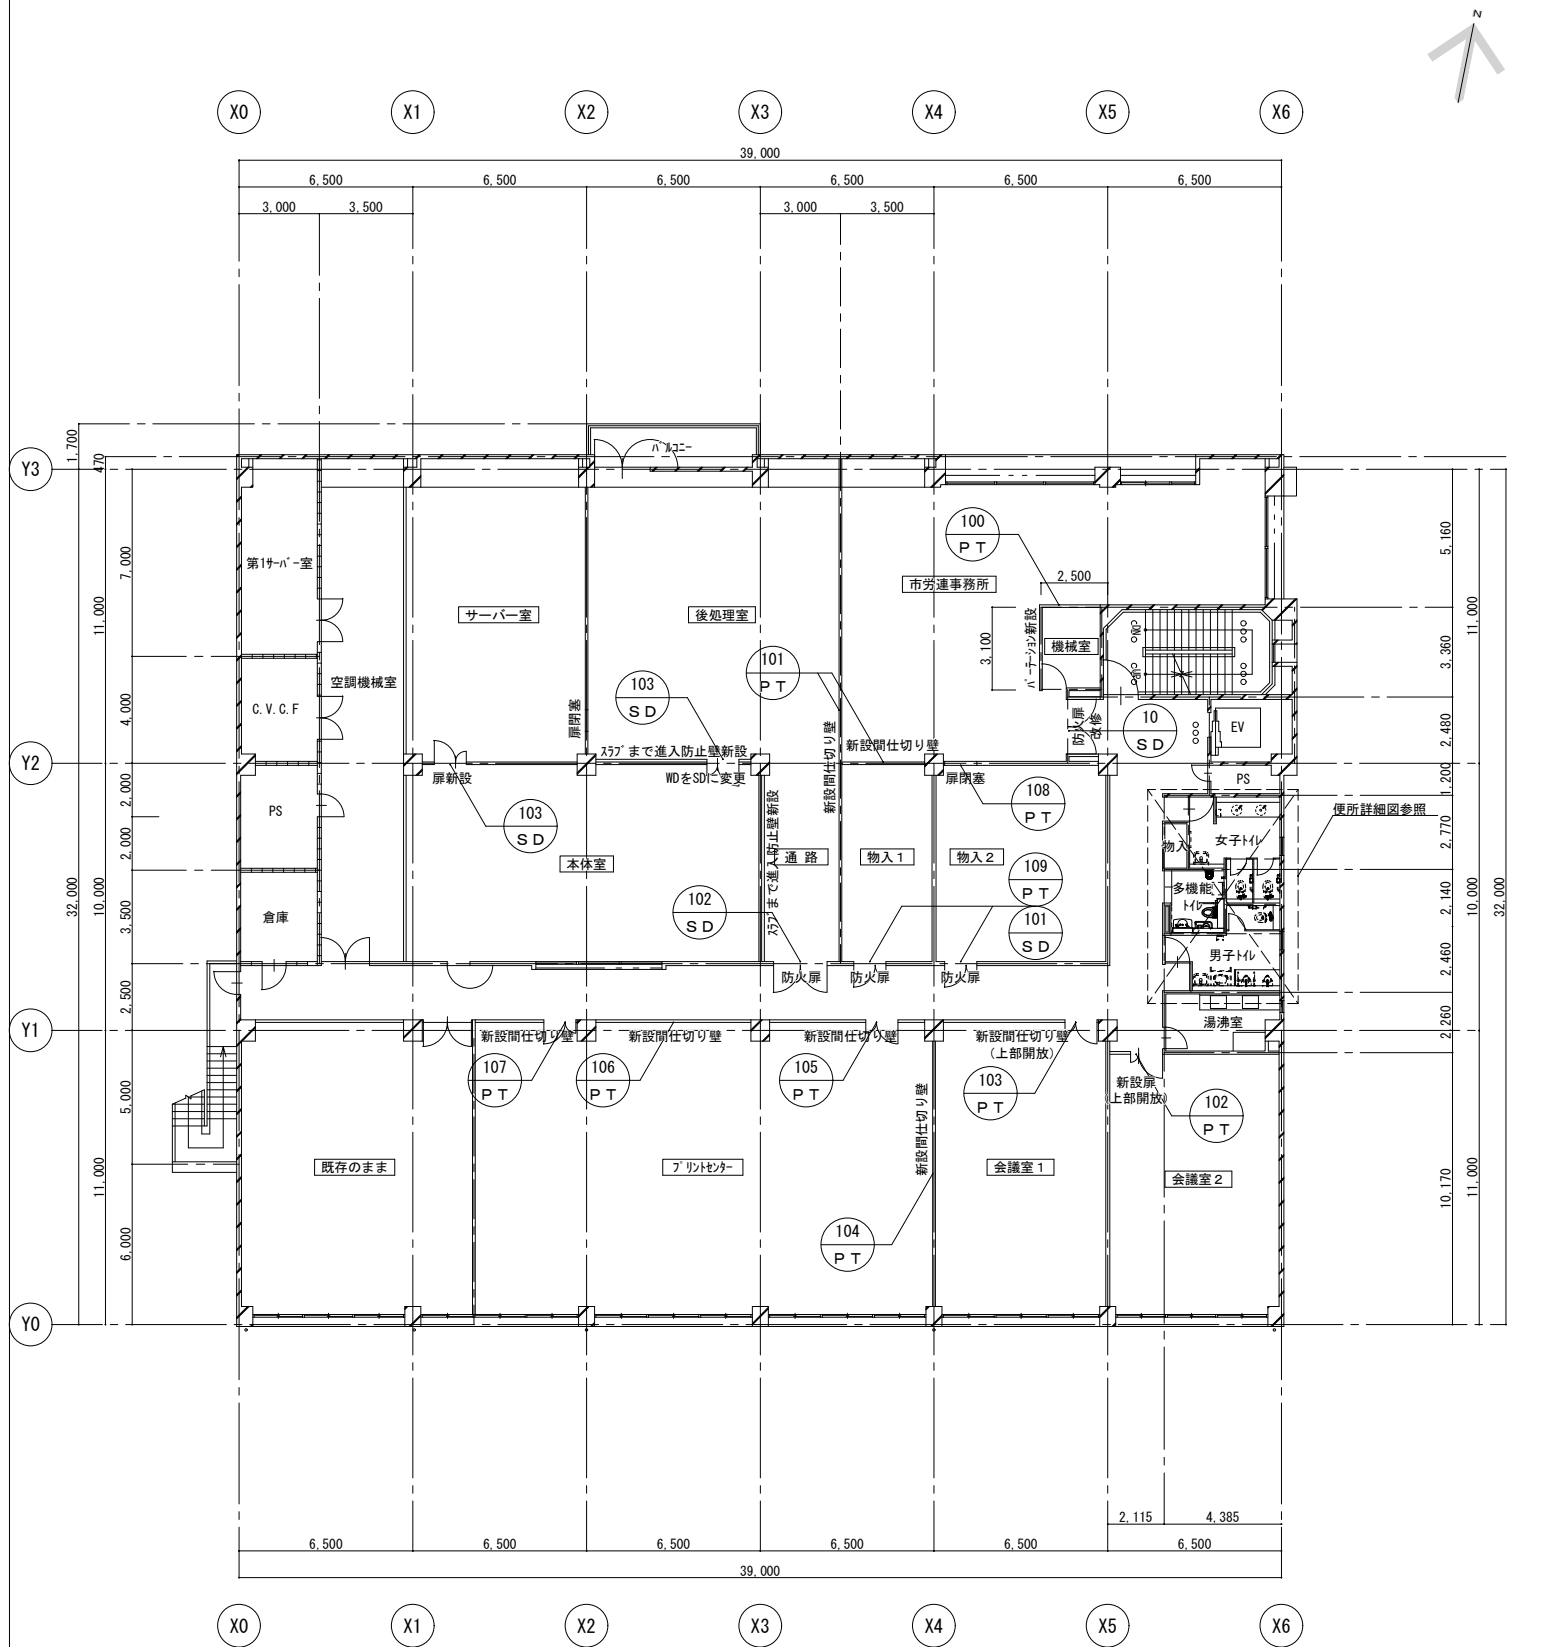 N
X0 X1 X2 X3 X4 X5 X6
39,000
6,500 6,500 6,500 6,500 6,500 6,500
3,000 3,500 3,000 3,500
Y3
Y2
Y1
Y0
1,700
470
32,000
11,000
10,000
11,000
7,000
4,000
2,000
2,000
3,500
2,500
5,000
6,000
バルコニー
第1サーバー室
サーバー室
後処理室
市労連事務所
100
PT
2,500
3,100
パーテーション新設
機械室
DN
UP
C.V.C.F
空調機械室
扉閉塞
103
SD
101
PT
スラブまで進入防止壁新設
新設間仕切り壁
新設間仕切り壁
防火扉
改修
10
SD
EV
扉新設
WDをSDに変更
扉閉塞
PS
PS
103
SD
108
PT
便所詳細図参照
本体室
スラブまで進入防止壁新設
通 路
物入1
物入2
109
PT
101
SD
102
SD
物入
女子トイレ
多機能
トイレ
男子トイレ
倉庫
防火扉
防火扉
防火扉
湯沸室
新設間仕切り壁
新設間仕切り壁
新設間仕切り壁
新設間仕切り壁
(上部開放)
107
PT
106
PT
105
PT
103
PT
新設扉
(上部開放)
102
PT
新設間仕切り壁
既存のまま
プリントセンター
会議室1
会議室2
104
PT
5,160
3,360
2,480
1,200
2,770
2,140
2,460
2,260
10,170
11,000
10,000
11,000
32,000
2,115 4,385
6,500 6,500 6,500 6,500 6,500 6,500
39,000
X0 X1 X2 X3 X4 X5 X6